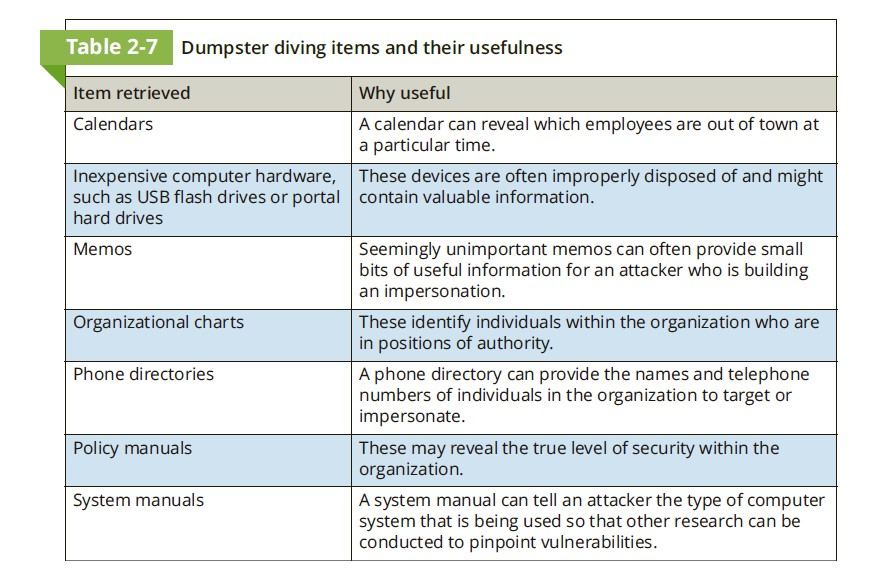 Table 2-7 Dumpster diving items and their usefulness
Item retrieved
Why useful
Calendars
A calendar can reveal which employees are out of town at
a particular time.
Inexpensive computer hardware,
such as USB flash drives or portal
hard drives
These devices are often improperly disposed of and might
contain valuable information.
Memos
Seemingly unimportant memos can often provide small
bits of useful information for an attacker who is building
an impersonation.
Organizational charts
These identify individuals within the organization who are
in positions of authority.
Phone directories
A phone directory can provide the names and telephone
numbers of individuals in the organization to target or
impersonate.
Policy manuals
These may reveal the true level of security within the
organization.
System manuals
A system manual can tell an attacker the type of computer
system that is being used so that other research can be
conducted to pinpoint vulnerabilities.